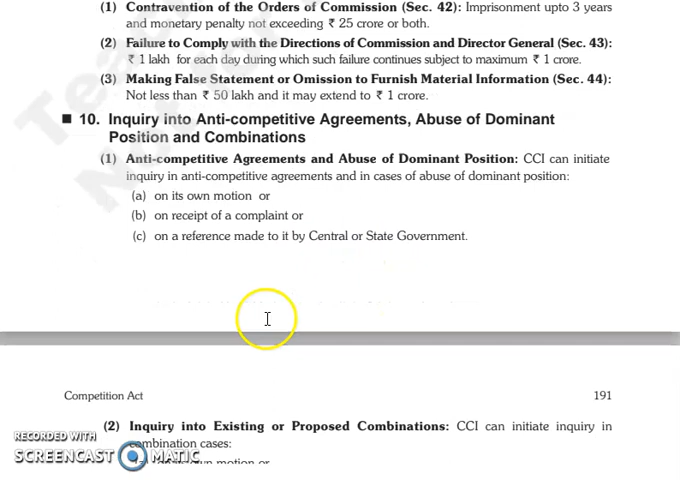 (1) Contravention of the Orders of Commission (Sec. 42): Imprisonment upto 3 years
and monetary penalty not exceeding ₹ 25 crore or both.
(2) Failure to Comply with the Directions of Commission and Director General (Sec. 43):
₹ 1 lakh for each day during which such failure continues subject to maximum ₹ 1 crore.
(3) Making False Statement or Omission to Furnish Material Information (Sec. 44):
Not less than ₹ 50 lakh and it may extend to ₹ 1 crore.
■ 10. Inquiry into Anti-competitive Agreements, Abuse of Dominant
Position and Combinations
(1) Anti-competitive Agreements and Abuse of Dominant Position: CCI can initiate
inquiry in anti-competitive agreements and in cases of abuse of dominant position:
(a) on its own motion or
(b) on receipt of a complaint or
(c) on a reference made to it by Central or State Government.
Competition Act 191
(2) Inquiry into Existing or Proposed Combinations: CCI can initiate inquiry in
combination cases:
own motion or
RECORDED WITH
SCREENCAST MATIC